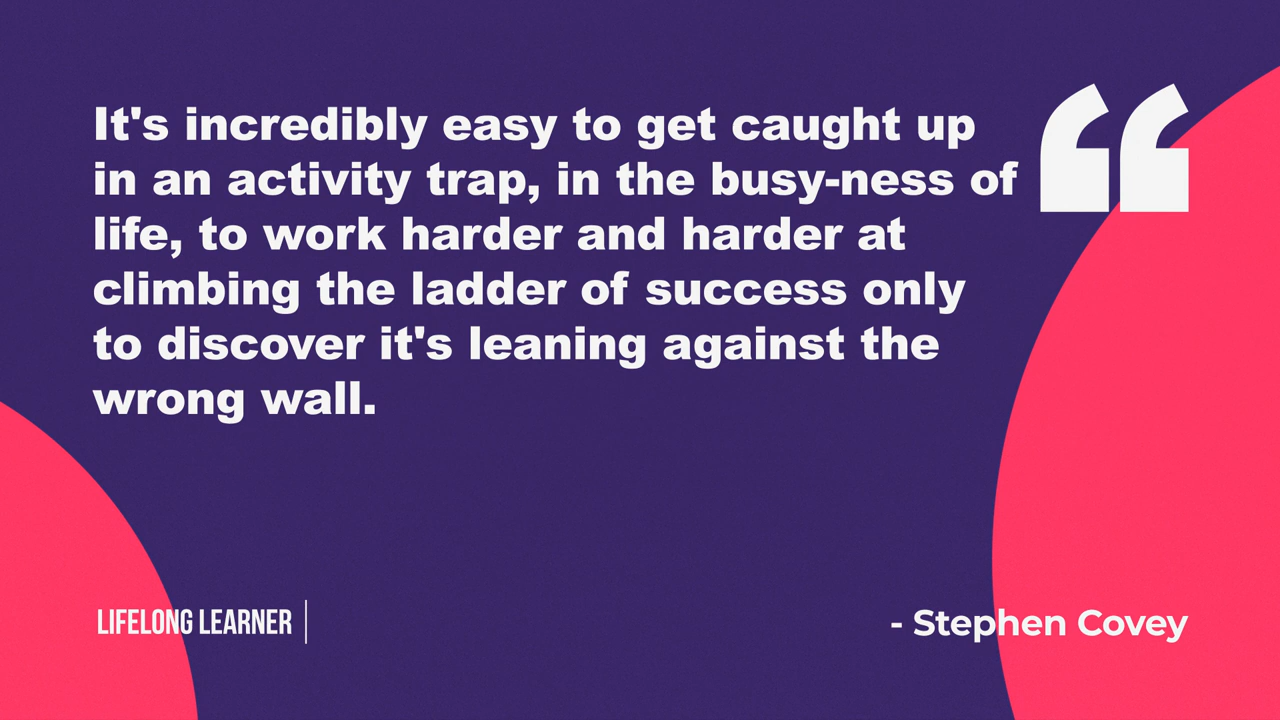 It's incredibly easy to get caught up
in an activity trap, in the busy-ness of
life, to work harder and harder at
climbing the ladder of success only
to discover it's leaning against the
wrong wall.
LIFELONG LEARNER
- Stephen Covey